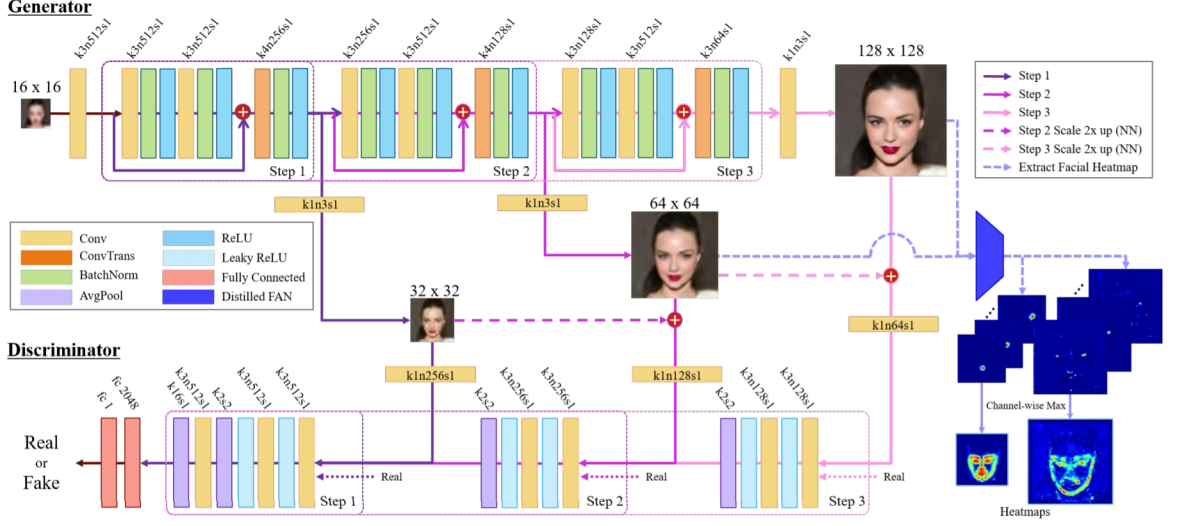 Generator
k3n512s1
k3n512s1
k3n512s1
k4n256s1
k3n256s1
k3n512s1
k4n128s1
k3n128s1
k3n512s1
k3n64s1
k1n3s1
128 x 128
16 x 16
Step 1
Step 2
Step 3
Step 1
Step 2
Step 3
Step 2 Scale 2x up (NN)
Step 3 Scale 2x up (NN)
Extract Facial Heatmap
k1n3s1
k1n3s1
64 x 64
Conv
ReLU
ConvTrans
Leaky ReLU
BatchNorm
Fully Connected
AvgPool
Distilled FAN
32 x 32
k1n64s1
Discriminator
k1n256s1
k1n128s1
fc 1
fc 2048
k16s1
k3n512s1
k2s2
k3n512s1
k3n512s1
k2s2
k3n256s1
k3n256s1
k2s2
k3n128s1
k3n128s1
Channel-wise Max
Real
or
Fake
Real
Real
Real
Step 1
Step 2
Step 3
Heatmaps